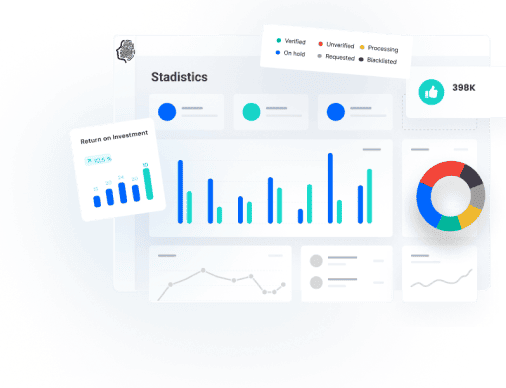 Verified
Unverified
Processing
On hold
Requested
Blacklisted
Stadistics
398K
Return on Investment
10,5 %